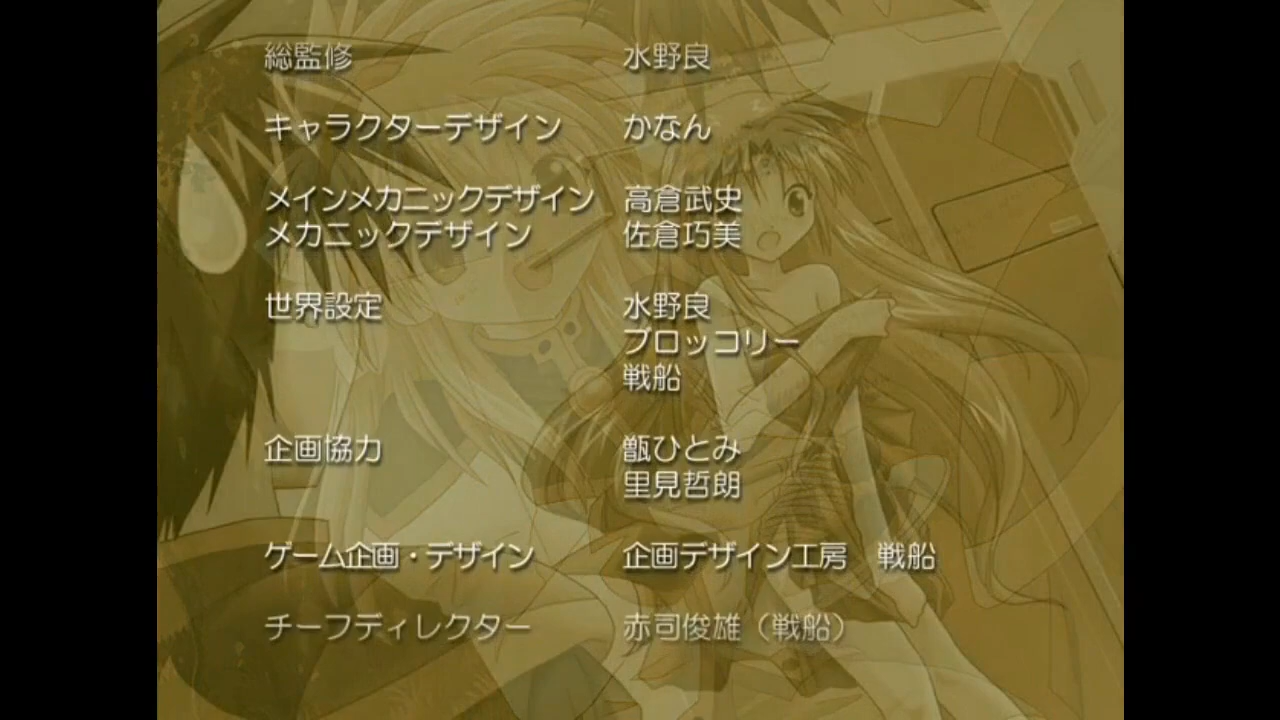 総監修 水野良
キャラクターデザイン かなん
メインメカニックデザイン 高倉武史
メカニックデザイン 佐倉巧美
世界設定 水野良
ブロッコリー
戦船
企画協力 甑ひとみ
里見哲朗
ゲーム企画・デザイン 企画デザイン工房　戦船
チーフディレクター 赤司俊雄（戦船）